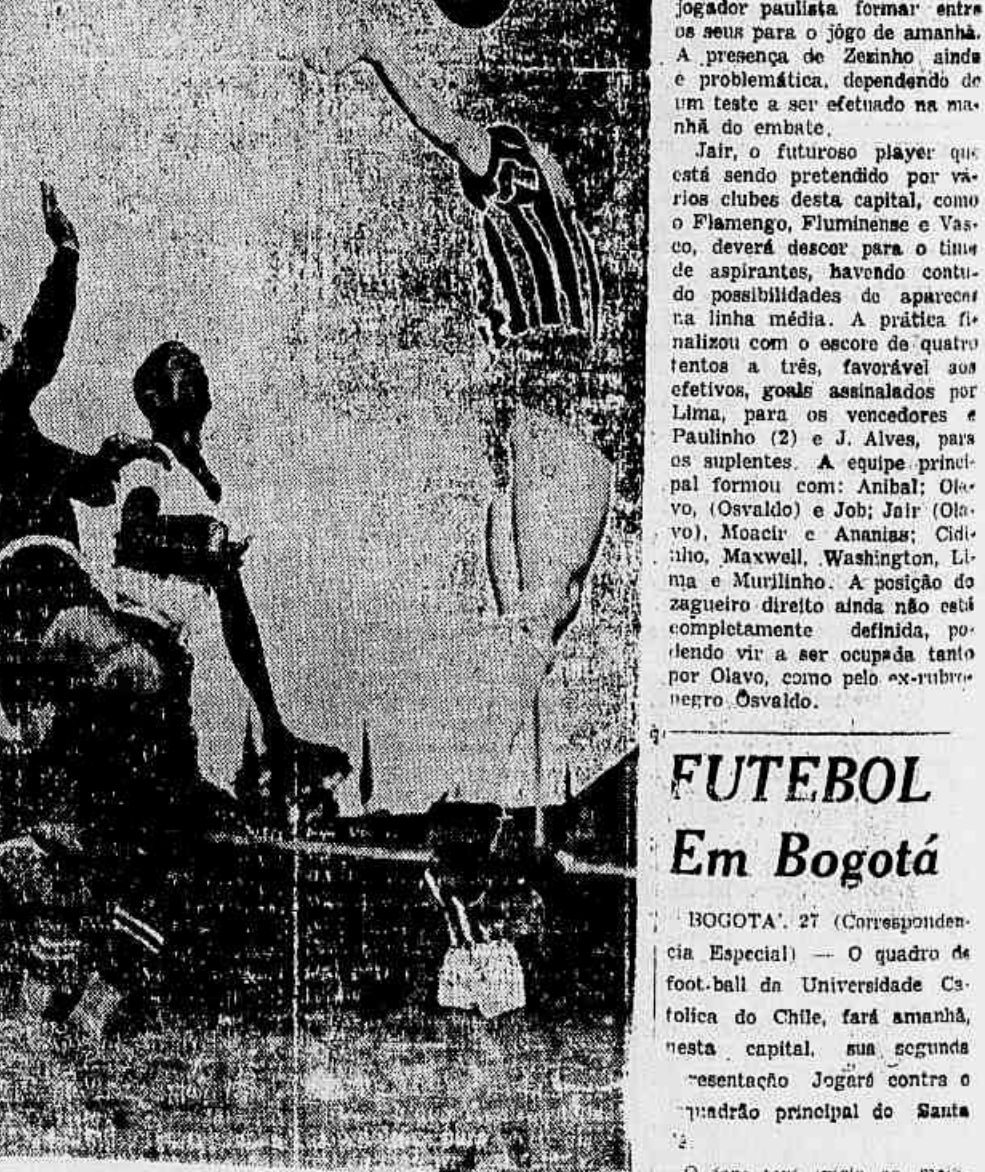 jogador paulista formar entre
os seus para o jôgo de amanhã.
A presença de Zezinho ainda
e problemática, dependendo de
um teste a ser efetuado na ma-
nhã do embate.
Jair, o futuroso player que
está sendo pretendido por vá-
rios clubes desta capital, como
o Flamengo, Fluminense e Vas-
co, deverá descer para o time
de aspirantes, havendo contu-
do possibilidades de aparecer
na linha média. A prática fi-
nalizou com o escore de quatro
tentos a três, favorável aos
efetivos, goals assinalados por
Lima, para os vencedores e
Paulinho (2) e J. Alves, para
os suplentes. A equipe princi-
pal formou com: Anibal; Ola-
vo, (Osvaldo) e Job; Jair (Ola-
vo), Moacir e Ananias; Cidi-
nho, Maxwell, Washington, Li-
ma e Murilinho. A posição do
zagueiro direito ainda não está
completamente definida, po-
dendo vir a ser ocupada tanto
por Olavo, como pelo ex-rubro-
negro Osvaldo.
FUTEBOL
Em Bogotá
BOGOTA', 27 (Corresponden-
cia Especial) — O quadro de
foot-ball da Universidade Ca-
tolica do Chile, fará amanhã,
nesta capital, sua segunda
resentação Jogará contra o
quadrão principal do Santa